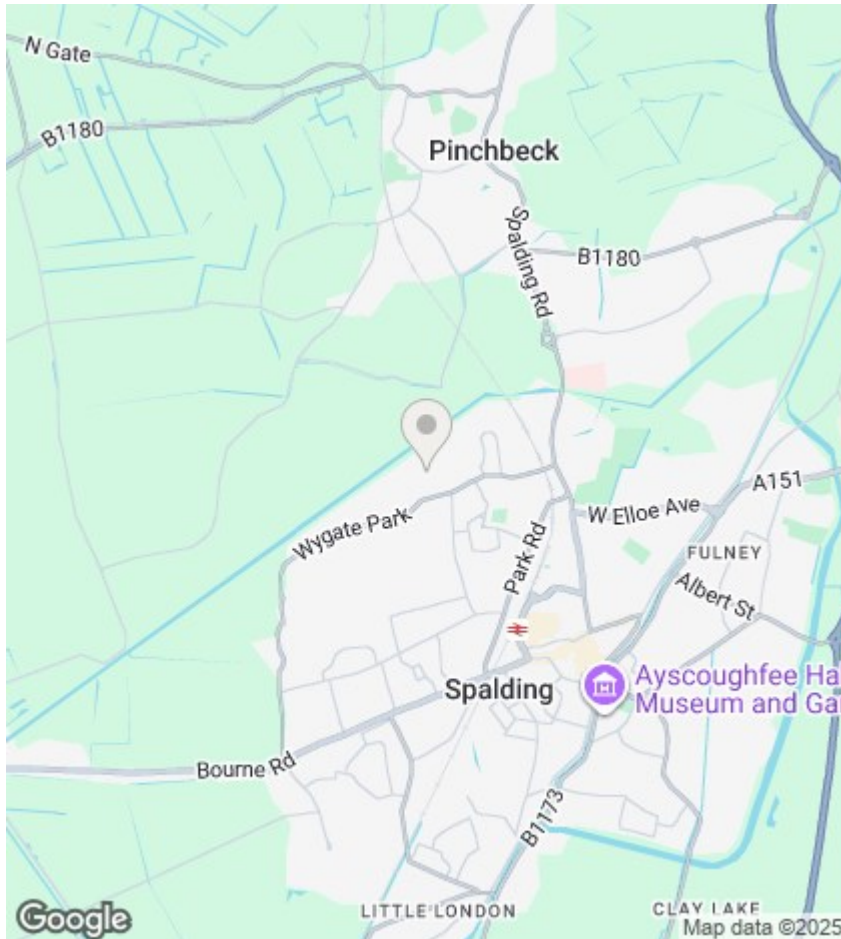 N Gate
B1180
Pinchbeck
Spalding Rd
B1180
A151
W Elloe Ave
Wygate Park
Park Rd
FULNEY
Albert St
Spalding
Ayscoughfee Ha
Museum and Gar
Bourne Rd
B1173
LITTLE LONDON
CLAY LAKE
Google
Map data ©2025